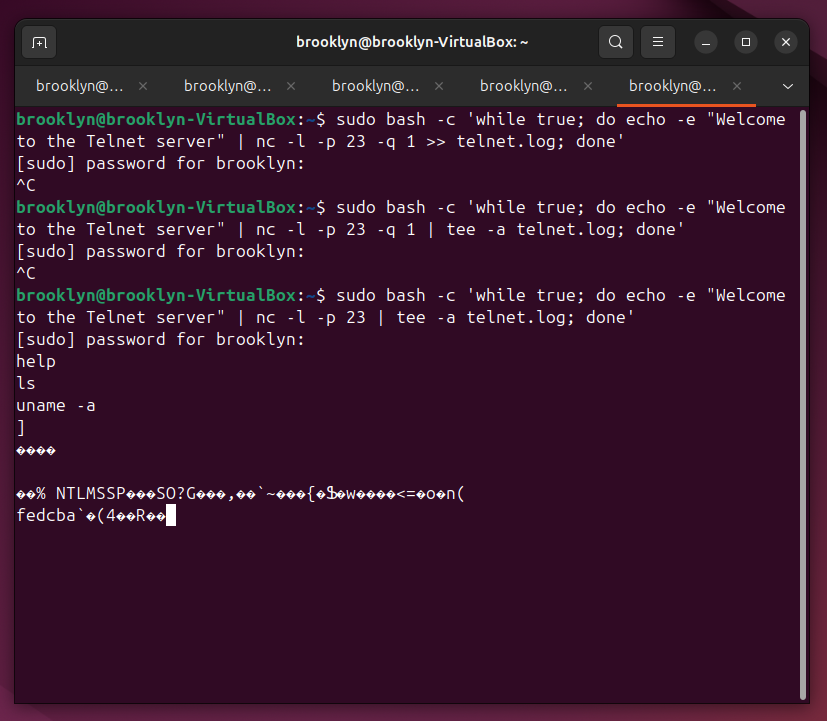 brooklyn@brooklyn-VirtualBox: ~
brooklyn@… brooklyn@… brooklyn@… brooklyn@… brooklyn@…
brooklyn@brooklyn-VirtualBox:~$ sudo bash -c 'while true; do echo -e "Welcome
to the Telnet server" | nc -l -p 23 -q 1 >> telnet.log; done'
[sudo] password for brooklyn:
^C
brooklyn@brooklyn-VirtualBox:~$ sudo bash -c 'while true; do echo -e "Welcome
to the Telnet server" | nc -l -p 23 -q 1 | tee -a telnet.log; done'
[sudo] password for brooklyn:
^C
brooklyn@brooklyn-VirtualBox:~$ sudo bash -c 'while true; do echo -e "Welcome
to the Telnet server" | nc -l -p 23 | tee -a telnet.log; done'
[sudo] password for brooklyn:
help
ls
uname -a
]
����
��% NTLMSSP���SO?G���,��`~���{� �w����<=�o�n(
fedcba`�(4��R��